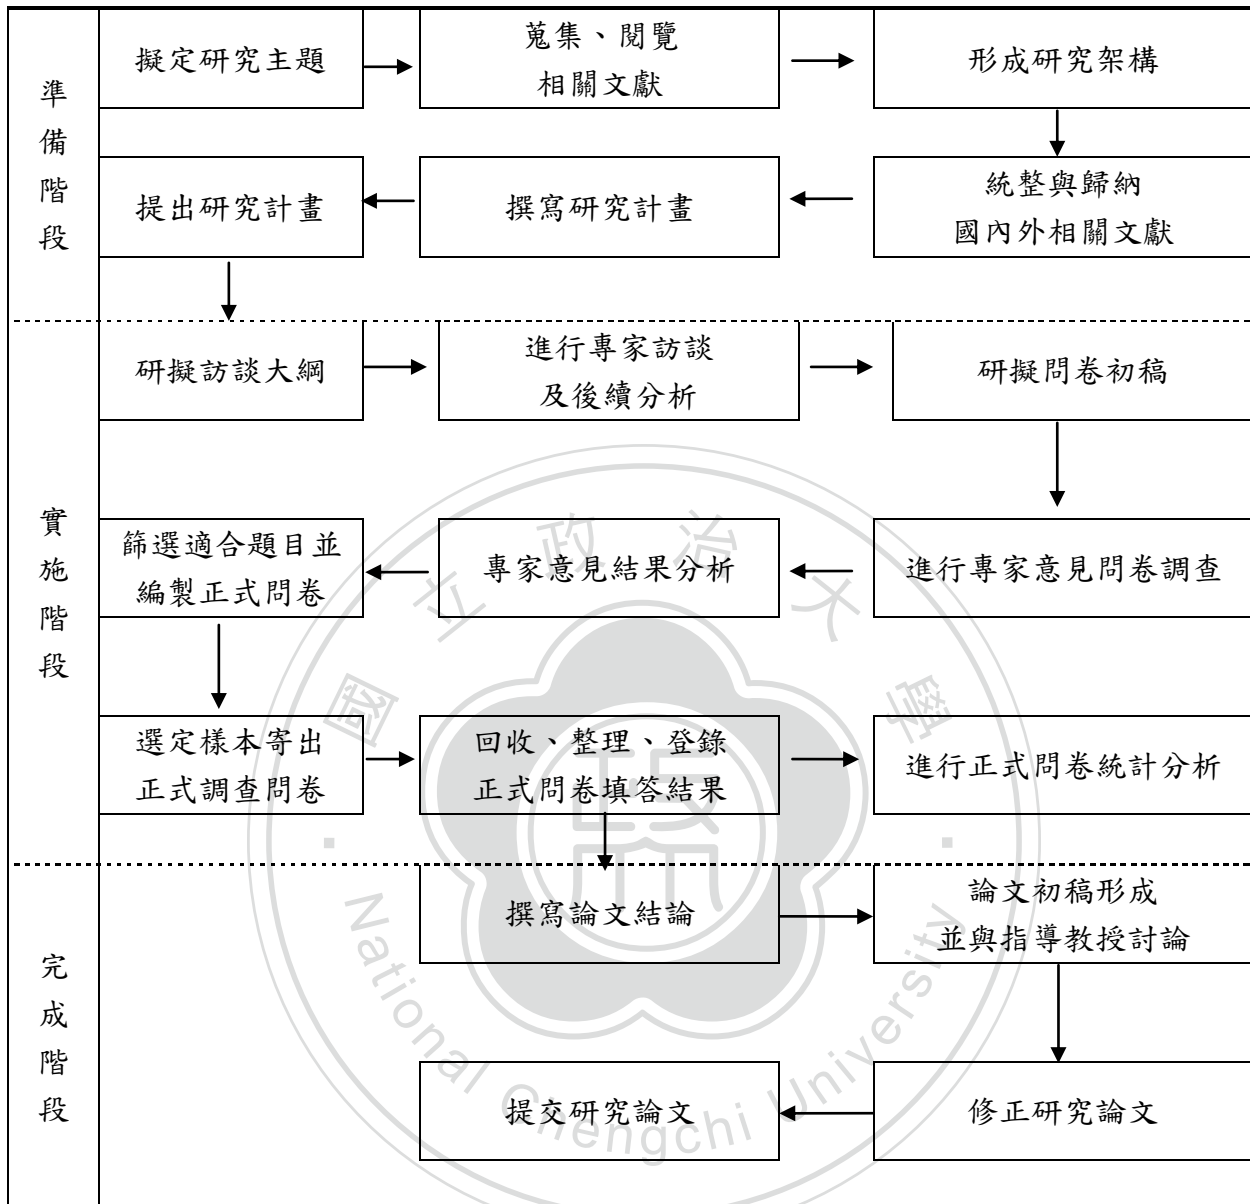 準備階段
擬定研究主題
蒐集、閱覽
相關文獻
形成研究架構
提出研究計畫
撰寫研究計畫
統整與歸納
國內外相關文獻
實施階段
研擬訪談大綱
進行專家訪談
及後續分析
研擬問卷初稿
篩選適合題目並
編製正式問卷
專家意見結果分析
進行專家意見問卷調查
選定樣本寄出
正式調查問卷
回收、整理、登錄
正式問卷填答結果
進行正式問卷統計分析
完成階段
撰寫論文結論
論文初稿形成
並與指導教授討論
提交研究論文
修正研究論文
國立政治大學
政
National Chengchi University